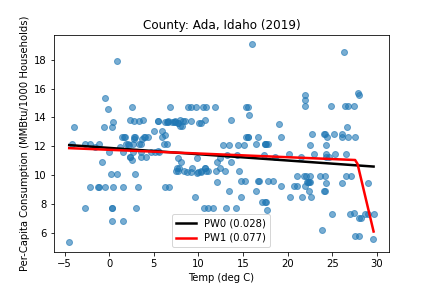 County: Ada, Idaho (2019)
Per-Capita Consumption (MMBtu/1000 Households)
18
16
14
12
10
8
6
PW0 (0.028)
PW1 (0.077)
−5 0 5 10 15 20 25 30
Temp (deg C)